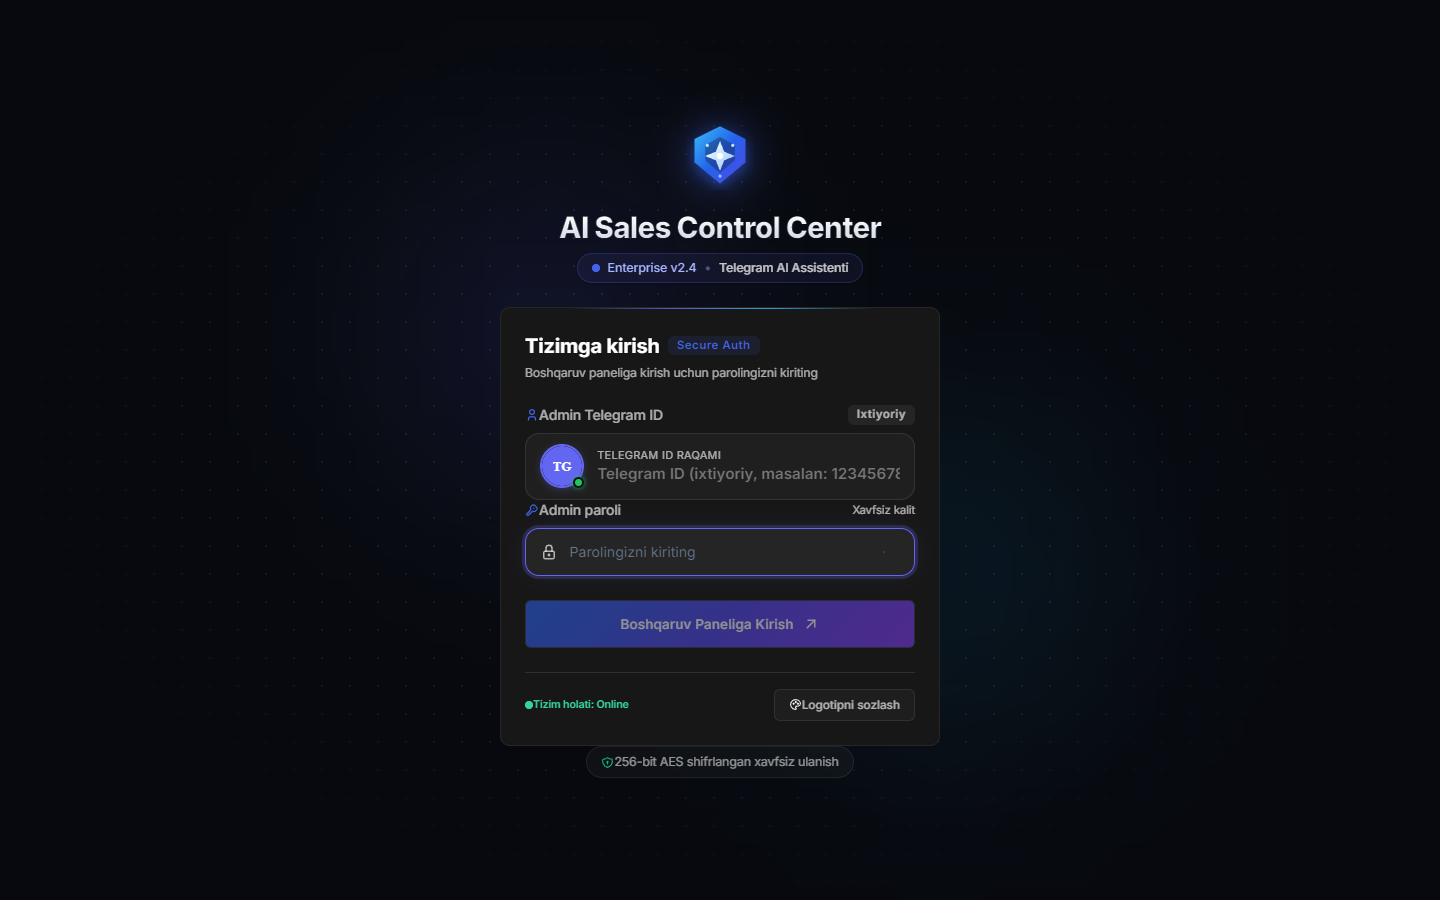 AI Sales Control Center
Enterprise v2.4 • Telegram AI Assistenti
Tizimga kirish Secure Auth
Boshqaruv paneliga kirish uchun parolingizni kiriting
Admin Telegram ID Ixtiyoriy
TG TELEGRAM ID RAQAMI
Telegram ID (ixtiyoriy, masalan: 12345678
Admin paroli Xavfsiz kalit
Parolingizni kiriting
Boshqaruv Paneliga Kirish
Tizim holati: Online Logotipni sozlash
256-bit AES shifrlangan xavfsiz ulanish